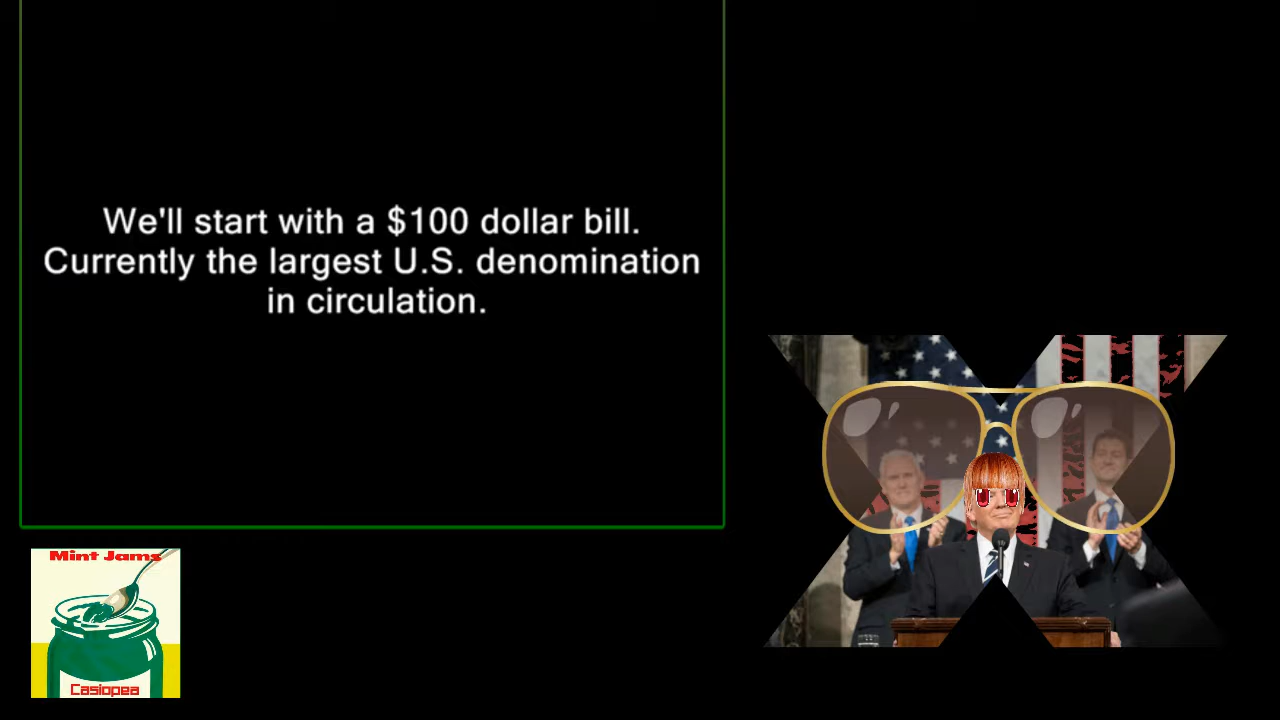 We'll start with a $100 dollar bill.
Currently the largest U.S. denomination
in circulation.
Mint Jams
Casiopea